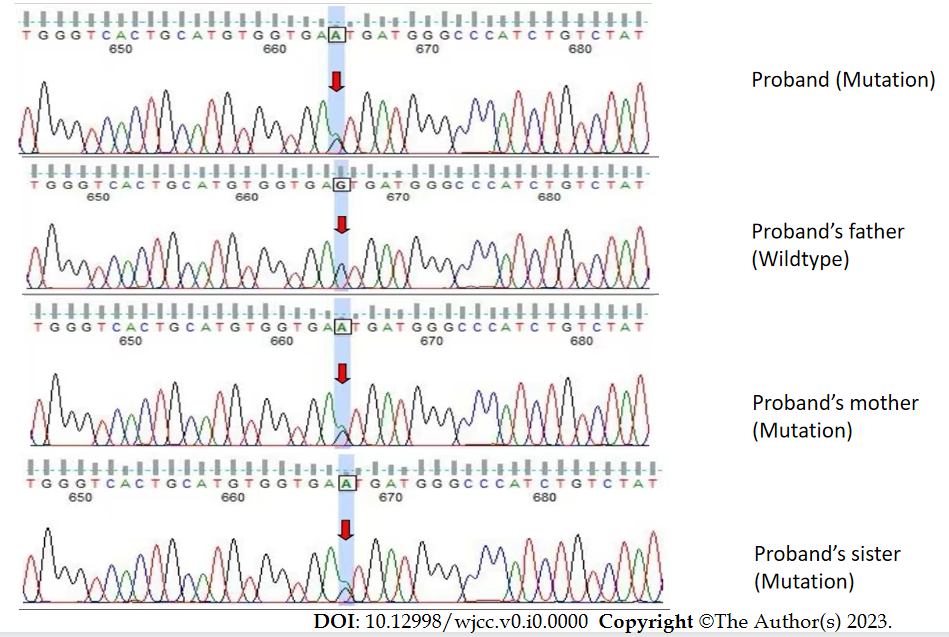 TGGGTCACTGCATGTGGTGAATGATGGGCCCATCTGTCTAT
650 660 670 680
Proband (Mutation)
TGGGTCACTGCATGTGGTGAGTGATGGGCCCATCTGTCTAT
650 660 670 680
Proband’s father
(Wildtype)
TGGGTCACTGCATGTGGTGAATGATGGGCCCATCTGTCTAT
650 660 670 680
Proband’s mother
(Mutation)
TGGGTCACTGCATGTGGTGAATGATGGGCCCATCTGTCTAT
650 660 670 680
Proband’s sister
(Mutation)
DOI: 10.12998/wjcc.v0.i0.0000 Copyright ©The Author(s) 2023.